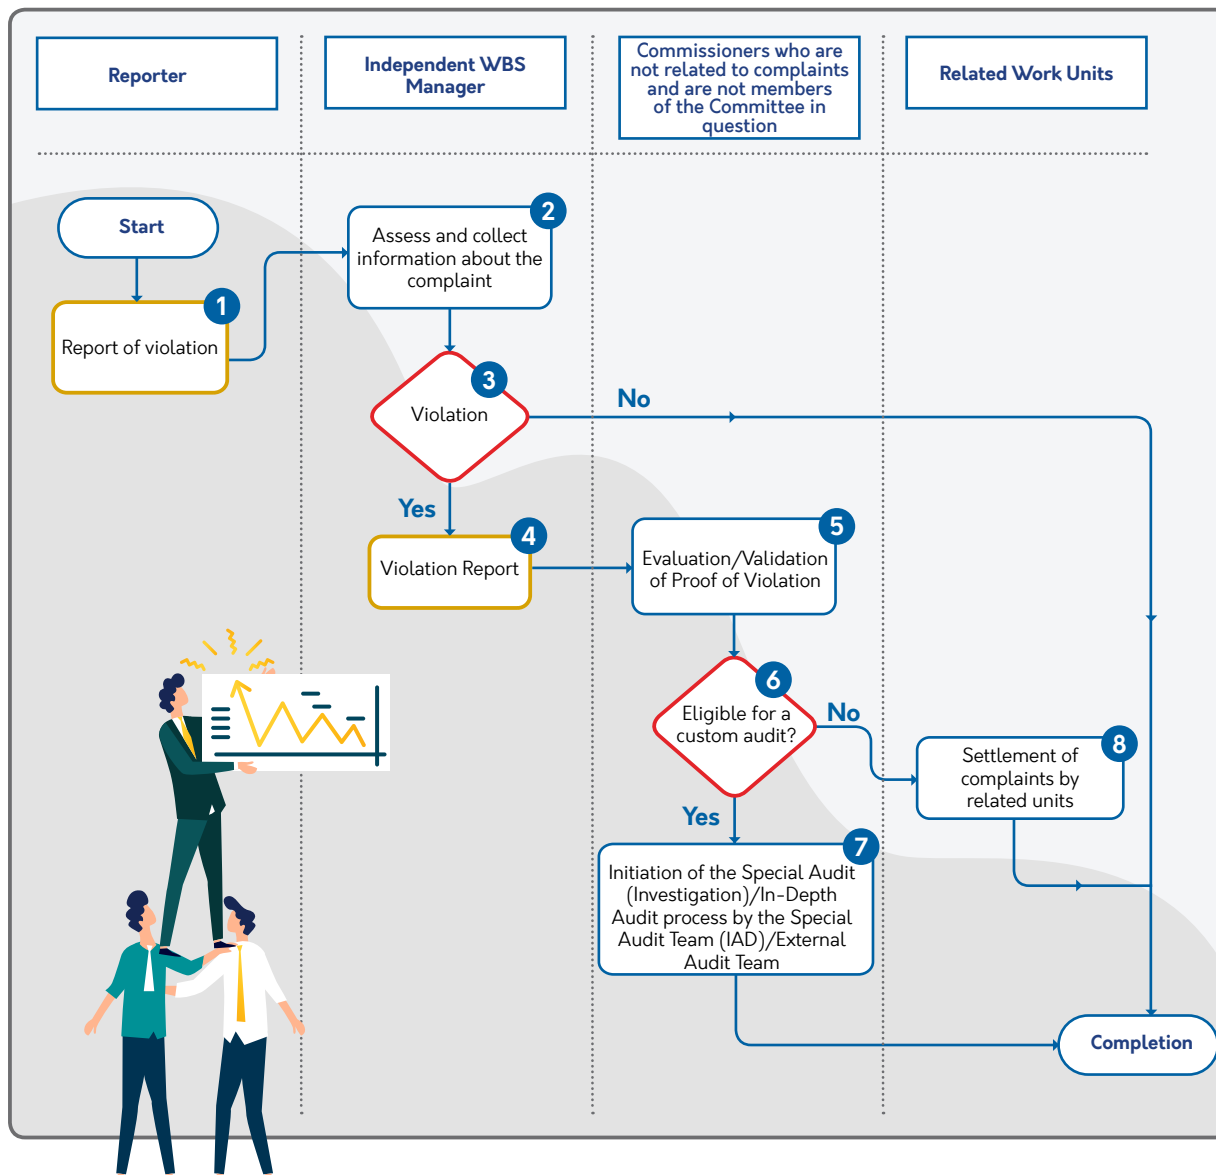 Reporter
Independent WBS
Manager
Commissioners who are
not related to complaints
and are not members
of the Committee in
question
Related Work Units
Start
1
Report of violation
2
Assess and collect
information about the
complaint
3
Violation
No
Yes
4
Violation Report
5
Evaluation/Validation
of Proof of Violation
6
Eligible for a
custom audit?
No
Yes
8
Settlement of
complaints by
related units
7
Initiation of the Special Audit
(Investigation)/In-Depth
Audit process by the Special
Audit Team (IAD)/External
Audit Team
Completion